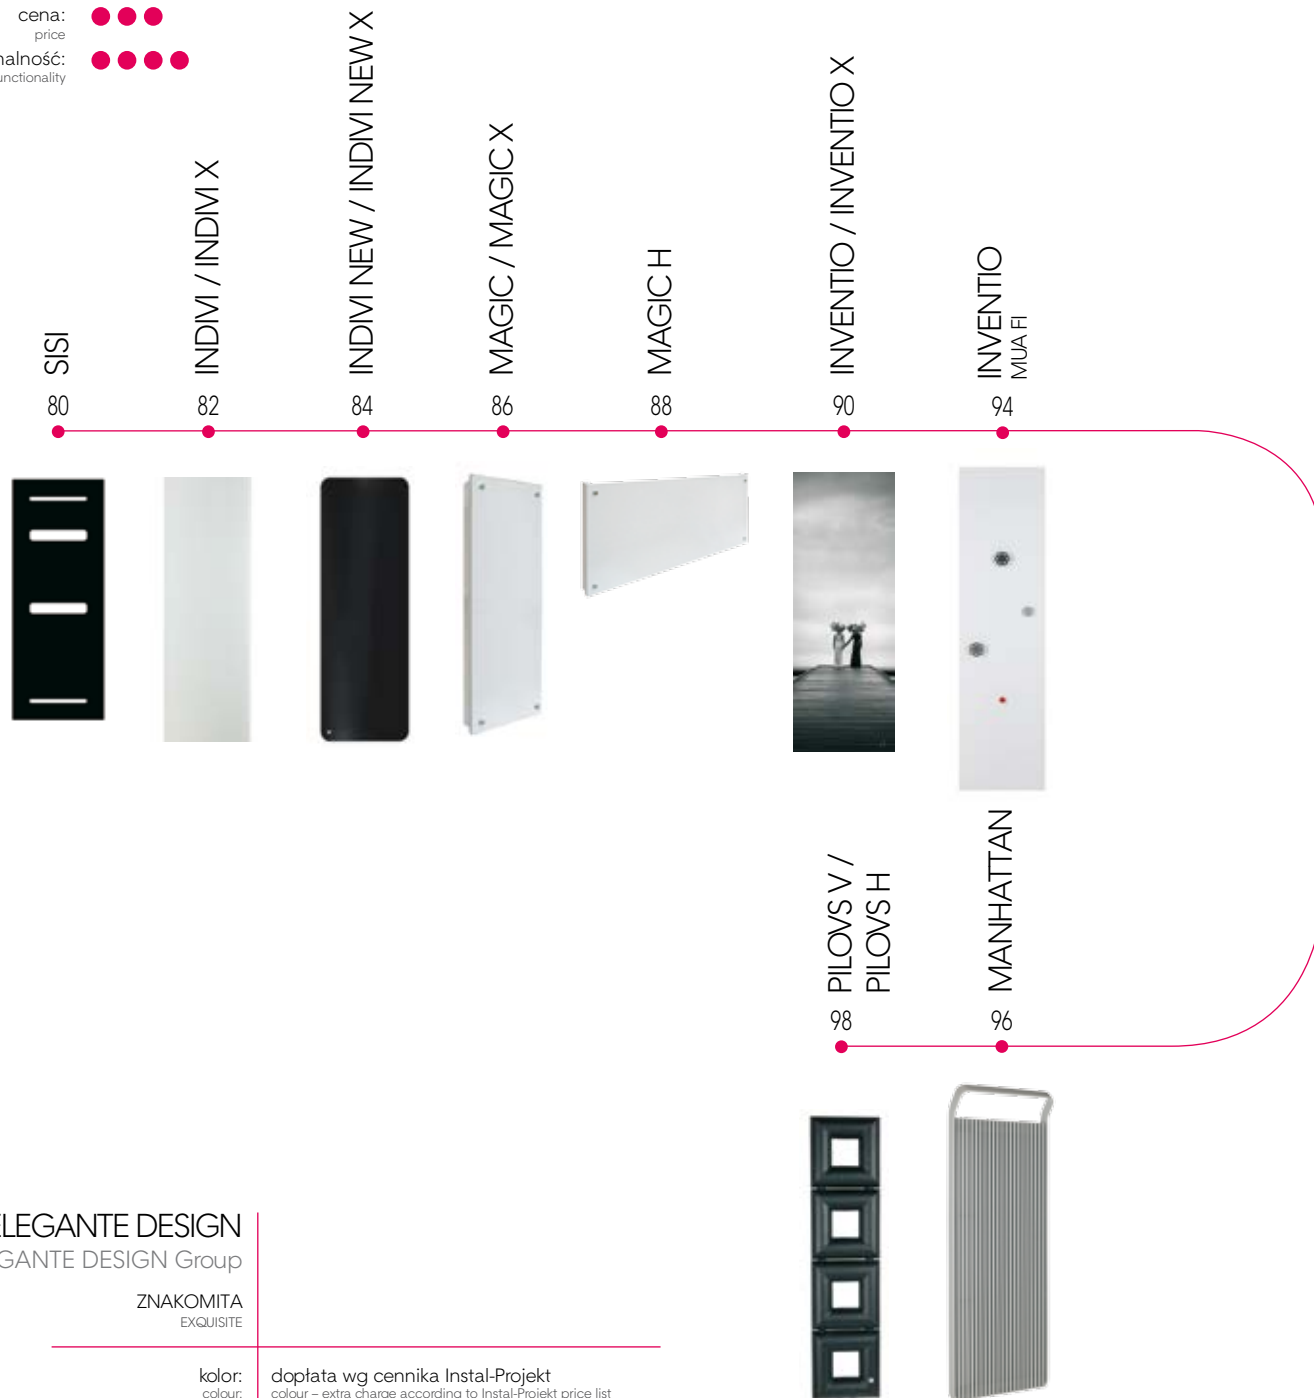 cena:
price
nalność:
unctionality
SISI
80
INDIVI / INDIVI X
82
INDIVI NEW / INDIVI NEW X
84
MAGIC / MAGIC X
86
MAGIC H
88
INVENTIO / INVENTIO X
90
INVENTIO
MUA FI
94
PILOVS V /
PILOVS H
98
MANHATTAN
96
ELEGANTE DESIGN
GANTE DESIGN Group
ZNAKOMITA
EXQUISITE
kolor:
colour:
dopłata wg cennika Instal-Projekt
colour – extra charge according to Instal-Projekt price list